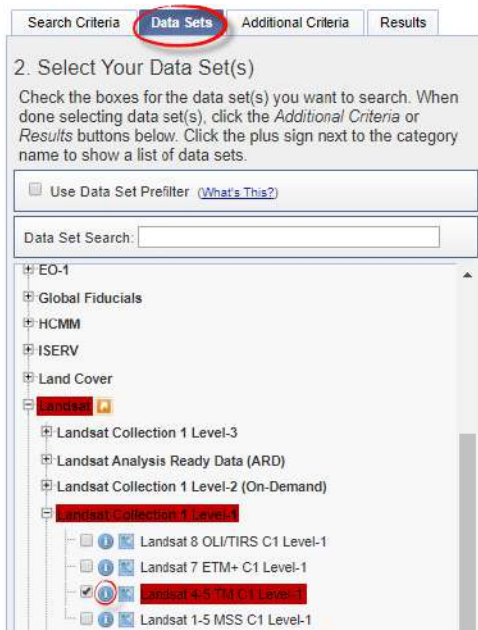 Search Criteria
Data Sets
Additional Criteria
Results
2. Select Your Data Set(s)
Check the boxes for the data set(s) you want to search. When
done selecting data set(s), click the Additional Criteria or
Results buttons below. Click the plus sign next to the category
name to show a list of data sets.
Use Data Set Prefilter (What's This?)
Data Set Search:
EO-1
Global Fiducials
HCMM
ISERV
Land Cover
Landsat
Landsat Collection 1 Level-3
Landsat Analysis Ready Data (ARD)
Landsat Collection 1 Level-2 (On-Demand)
Landsat Collection 1 Level-1
Landsat 8 OLI/TIRS C1 Level-1
Landsat 7 ETM+ C1 Level-1
Landsat 4-5 TM C1 Level-1
Landsat 1-5 MSS C1 Level-1